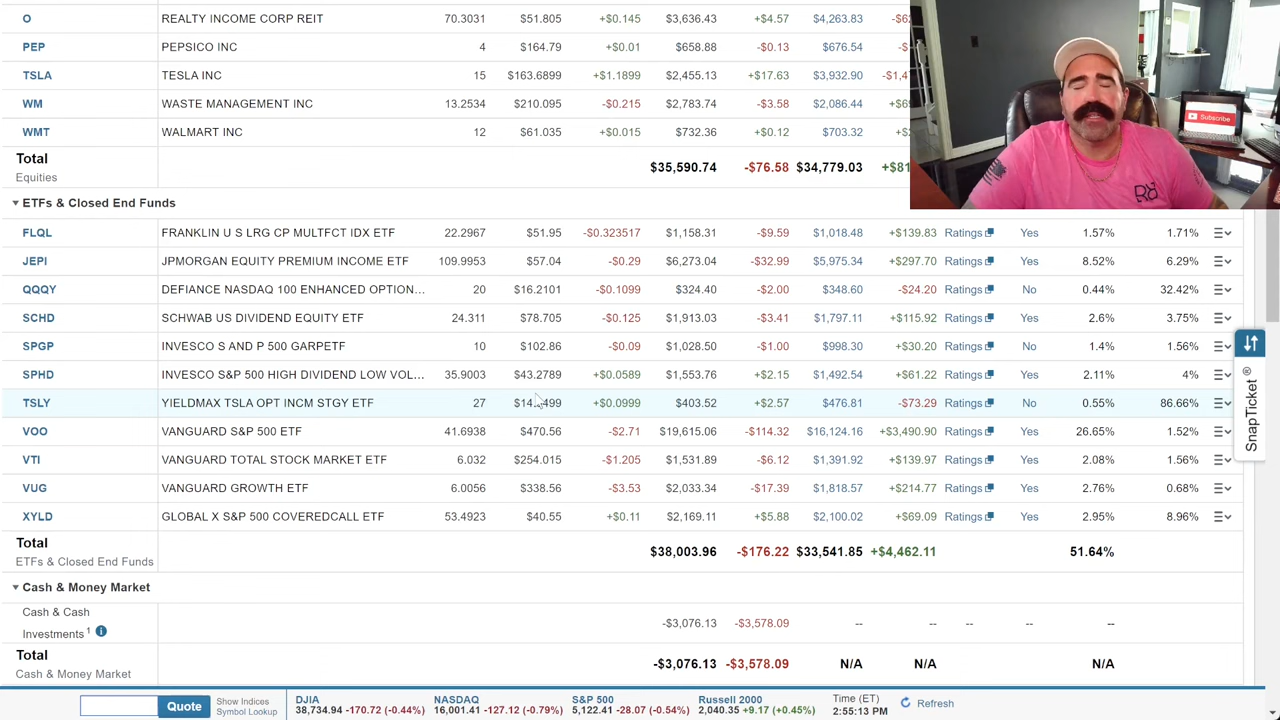 O REALTY INCOME CORP REIT 70.3031 $51.805 +$0.145 $3,636.43 +$4.57 $4,263.83
PEP PEPSICO INC 4 $164.79 +$0.01 $658.88 -$0.13 $676.54
TSLA TESLA INC 15 $163.6899 +$1.1899 $2,455.13 +$17.63 $3,932.90
WM WASTE MANAGEMENT INC 13.2534 $210.095 -$0.215 $2,783.74 -$3.58 $2,086.44
WMT WALMART INC 12 $61.035 +$0.015 $732.36 +$0.12 $703.32
Total
Equities $35,590.74 -$76.58 $34,779.03
Subscribe
ETFs & Closed End Funds
FLQL FRANKLIN U S LRG CP MULTFCT IDX ETF 22.2967 $51.95 -$0.323517 $1,158.31 -$9.59 $1,018.48 +$139.83 Ratings Yes 1.57% 1.71%
JEPI JPMORGAN EQUITY PREMIUM INCOME ETF 109.9953 $57.04 -$0.29 $6,273.04 -$32.99 $5,975.34 +$297.70 Ratings Yes 8.52% 6.29%
QQQY DEFIANCE NASDAQ 100 ENHANCED OPTION... 20 $16.2101 -$0.1099 $324.40 -$2.00 $348.60 -$24.20 Ratings No 0.44% 32.42%
SCHD SCHWAB US DIVIDEND EQUITY ETF 24.311 $78.705 -$0.125 $1,913.03 -$3.41 $1,797.11 +$115.92 Ratings Yes 2.6% 3.75%
SPGP INVESCO S AND P 500 GARPETF 10 -$0.09 $1,028.50 -$1.00 $998.30 +$30.20 Ratings No 1.4% 1.56%
SPHD INVESCO S&P 500 HIGH DIVIDEND LOW VOL... 35.9003 +$0.0589 $1,553.76 +$2.15 $1,492.54 +$61.22 Ratings Yes 2.11% 4%
TSLY YIELDMAX TSLA OPT INCM STGY ETF 27 +$0.0999 $403.52 +$2.57 $476.81 -$73.29 Ratings No 0.55% 86.66%
VOO VANGUARD S&P 500 ETF 41.6938 -$2.71 $19,615.06 -$114.32 $16,124.16 +$3,490.90 Ratings Yes 26.65% 1.52%
VTI VANGUARD TOTAL STOCK MARKET ETF 6.032 $254.015 -$1.205 $1,531.89 -$6.12 $1,391.92 +$139.97 Ratings Yes 2.08% 1.56%
VUG VANGUARD GROWTH ETF 6.0056 $338.56 -$3.53 $2,033.34 -$17.39 $1,818.57 +$214.77 Ratings Yes 2.76% 0.68%
XYLD GLOBAL X S&P 500 COVEREDCALL ETF 53.4923 $40.55 +$0.11 $2,169.11 +$5.88 $2,100.02 +$69.09 Ratings Yes 2.95% 8.96%
Total
ETFs & Closed End Funds $38,003.96 -$176.22 $33,541.85 +$4,462.11 51.64%
SnapTicket®
Cash & Money Market
Cash & Cash
Investments 1 -$3,076.13 -$3,578.09 -- -- -- -- --
Total
Cash & Money Market -$3,076.13 -$3,578.09 N/A N/A N/A
Quote
Show Indices
Symbol Lookup
DJIA
38,734.94 -170.72 (-0.44%)
NASDAQ
16,001.41 -127.12 (-0.79%)
S&P 500
5,122.41 -28.07 (-0.54%)
Russell 2000
2,040.35 +9.17 (+0.45%)
Time (ET)
2:55:13 PM
Refresh